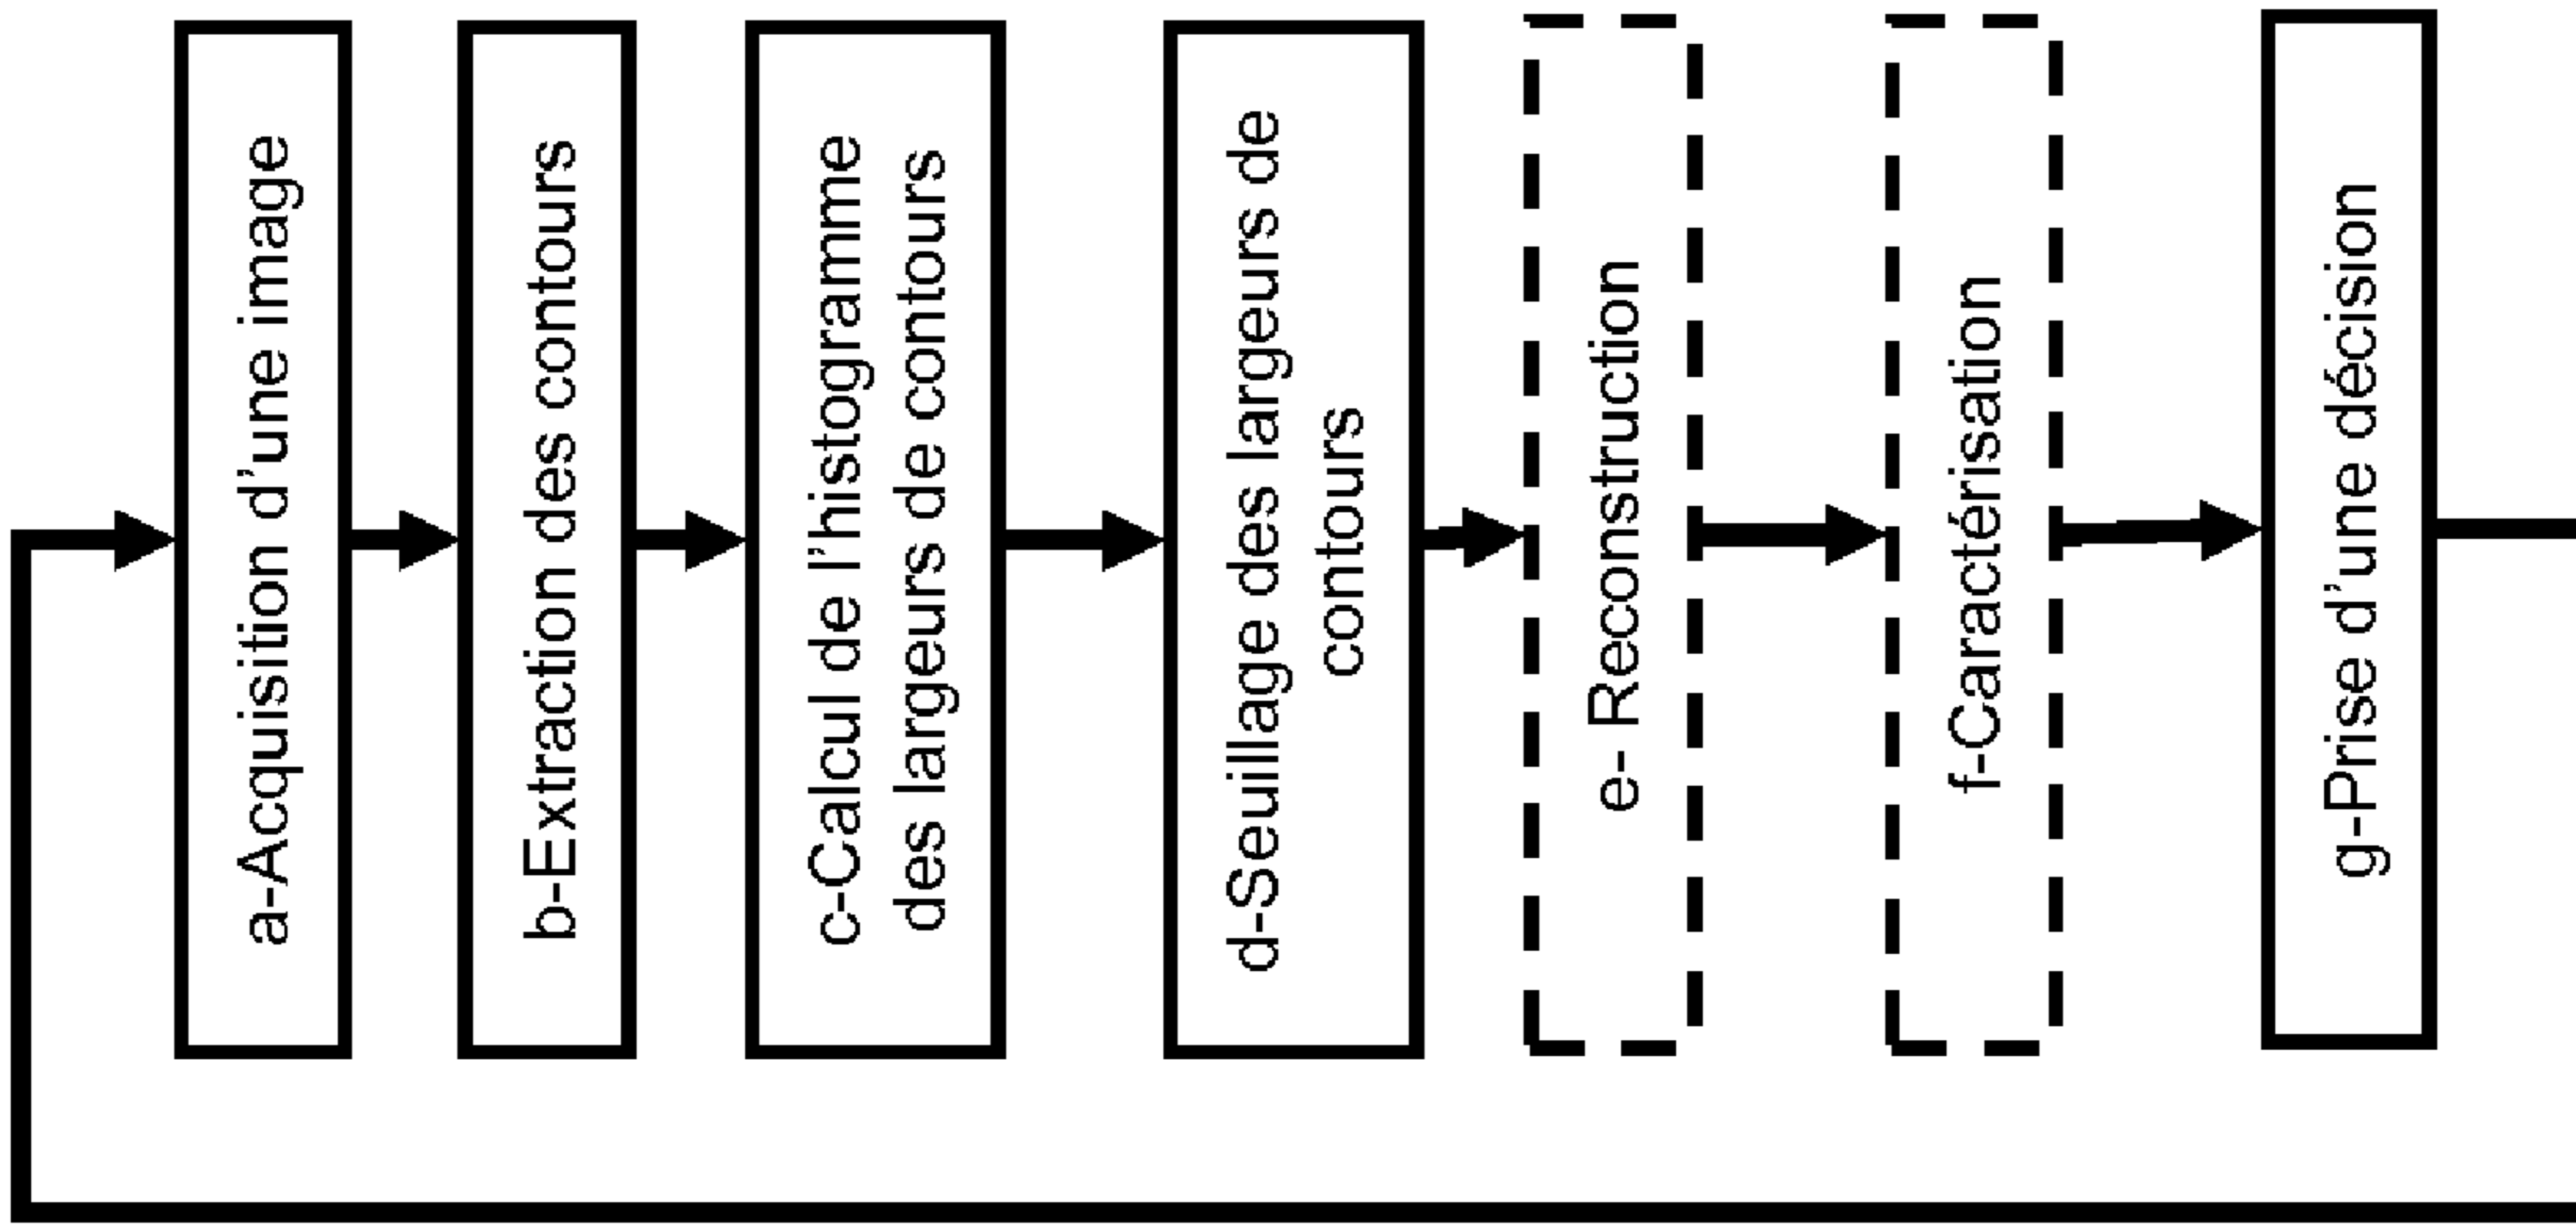 a-Acquisition d'une image
b-Extraction des contours
c-Calcul de l'histogramme
des largeurs de contours
d-Seuillage des largeurs de
contours
e- Reconstruction
f-Caractérisation
g-Prise d'une décision